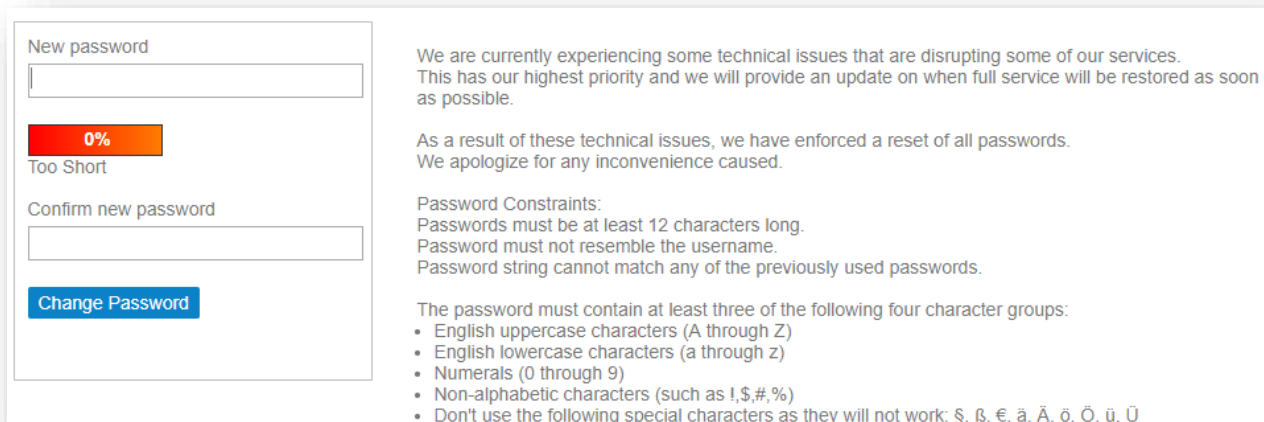 New password
0%
Too Short
Confirm new password
Change Password
We are currently experiencing some technical issues that are disrupting some of our services.
This has our highest priority and we will provide an update on when full service will be restored as soon
as possible.
As a result of these technical issues, we have enforced a reset of all passwords.
We apologize for any inconvenience caused.
Password Constraints:
Passwords must be at least 12 characters long.
Password must not resemble the username.
Password string cannot match any of the previously used passwords.
The password must contain at least three of the following four character groups:
• English uppercase characters (A through Z)
• English lowercase characters (a through z)
• Numerals (0 through 9)
• Non-alphabetic characters (such as !,$,#,%)
• Don't use the following special characters as they will not work: §, ß, €, ä, Ä, ö, Ö, ü, Ü